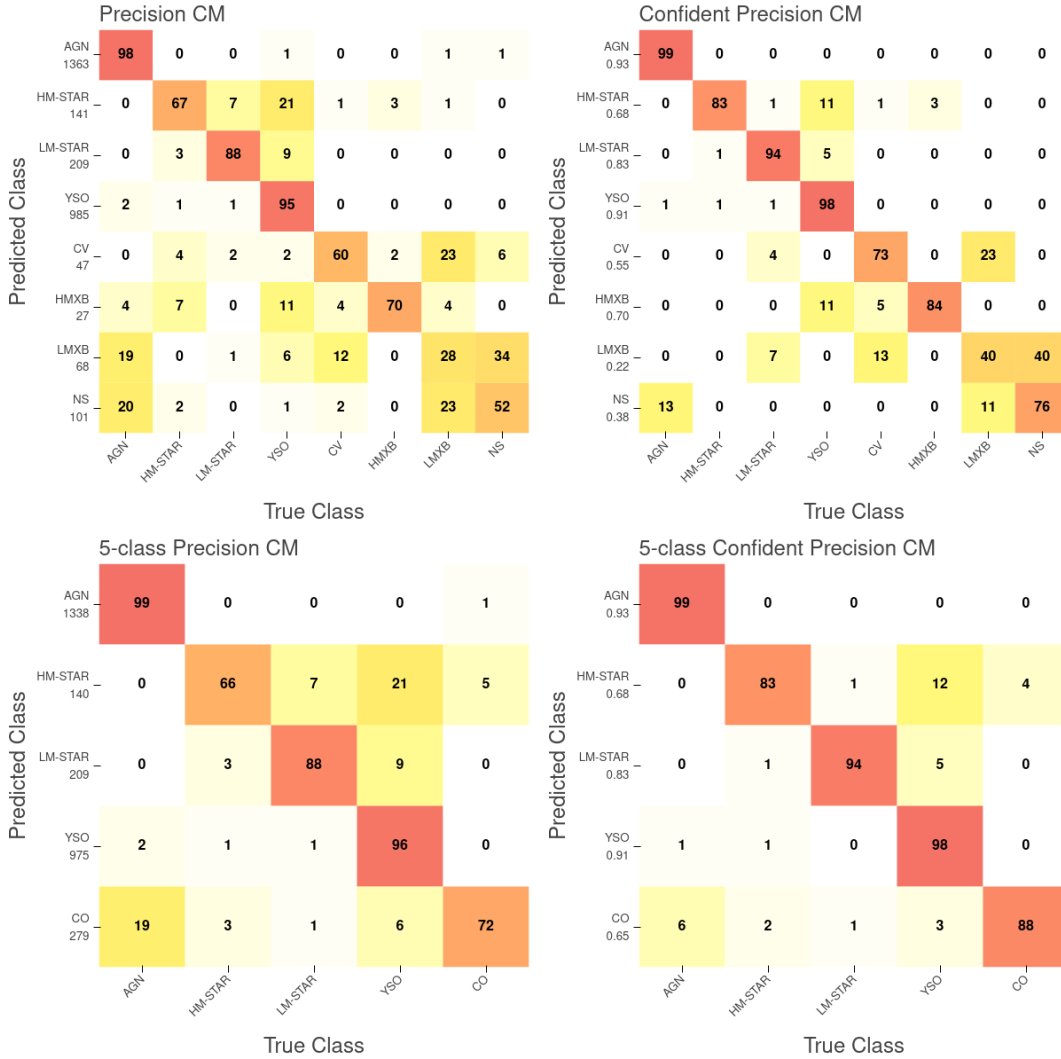 Precision CM
AGN
1363
98 0 0 1 0 0 1 1
HM-STAR
141
0 67 7 21 1 3 1 0
LM-STAR
209
0 3 88 9 0 0 0 0
YSO
985
2 1 1 95 0 0 0 0
CV
47
0 4 2 2 60 2 23 6
HMXB
27
4 7 0 11 4 70 4 0
LMXB
68
19 0 1 6 12 0 28 34
NS
101
20 2 0 1 2 0 23 52
AGN HM-STAR LM-STAR YSO CV HMXB LMXB NS
True Class
Predicted Class
Confident Precision CM
AGN
0.93
99 0 0 0 0 0 0 0
HM-STAR
0.68
0 83 1 11 1 3 0 0
LM-STAR
0.83
0 1 94 5 0 0 0 0
YSO
0.91
1 1 1 98 0 0 0 0
CV
0.55
0 0 4 0 73 0 23 0
HMXB
0.70
0 0 0 11 5 84 0 0
LMXB
0.22
0 0 7 0 13 0 40 40
NS
0.38
13 0 0 0 0 0 11 76
AGN HM-STAR LM-STAR YSO CV HMXB LMXB NS
True Class
Predicted Class
5-class Precision CM
AGN
1338
99 0 0 0 1
HM-STAR
140
0 66 7 21 5
LM-STAR
209
0 3 88 9 0
YSO
975
2 1 1 96 0
CO
279
19 3 1 6 72
AGN HM-STAR LM-STAR YSO CO
True Class
Predicted Class
5-class Confident Precision CM
AGN
0.93
99 0 0 0 0
HM-STAR
0.68
0 83 1 12 4
LM-STAR
0.83
0 1 94 5 0
YSO
0.91
1 1 0 98 0
CO
0.65
6 2 1 3 88
AGN HM-STAR LM-STAR YSO CO
True Class
Predicted Class